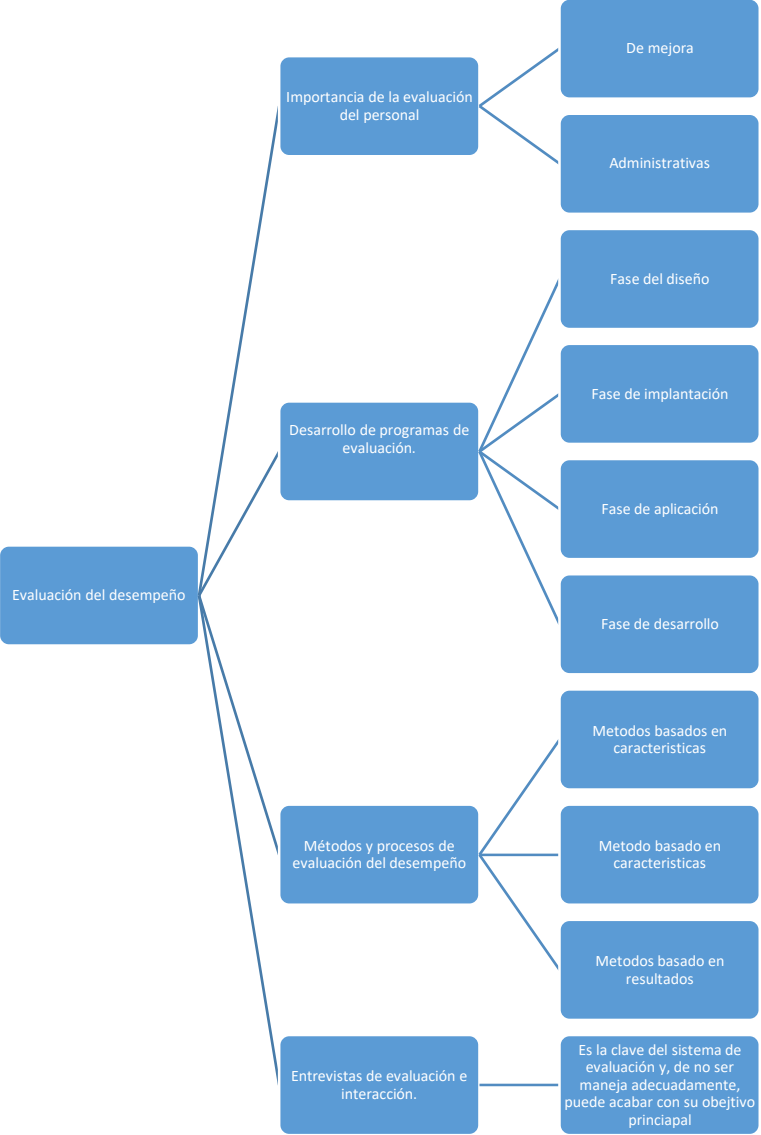 Evaluación del desempeño
Importancia de la evaluación
del personal
De mejora
Administrativas
Desarrollo de programas de
evaluación.
Fase del diseño
Fase de implantación
Fase de aplicación
Fase de desarrollo
Métodos y procesos de
evaluación del desempeño
Metodos basados en
caracteristicas
Metodo basado en
caracteristicas
Metodos basado en
resultados
Entrevistas de evaluación e
interacción.
Es la clave del sistema de
evaluación y, de no ser
maneja adecuadamente,
puede acabar con su obejtivo
princiapal